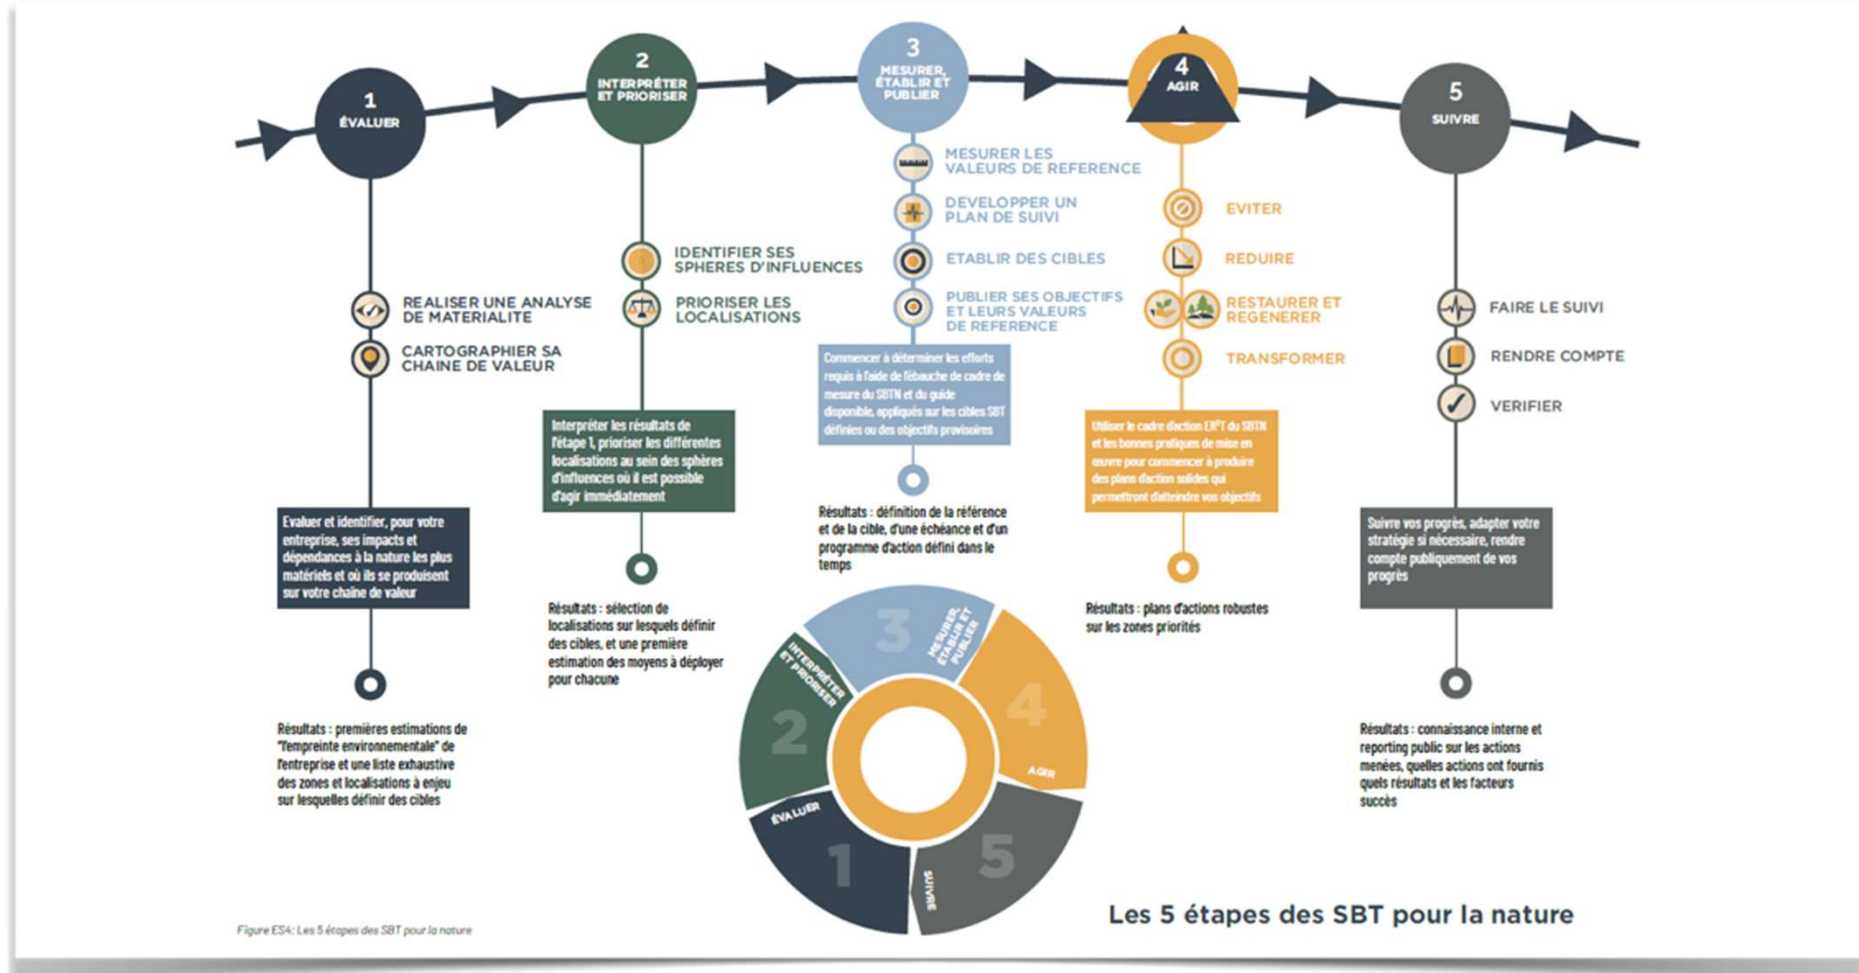 1
ÉVALUER
REALISER UNE ANALYSE
DE MATERIALITE
CARTOGRAPHIER SA
CHAINE DE VALEUR
Evaluer et identifier, pour votre
entreprise, ses impacts et
dépendances à la nature les plus
matériels et où ils se produisent
sur votre chaîne de valeur
Résultats : premières estimations de
"l'empreinte environnementale" de
l'entreprise et une liste exhaustive
des zones et localisations à enjeu
sur lesquelles définir des cibles
2
INTERPRÉTER
ET PRIORISER
IDENTIFIER SES
SPHERES D'INFLUENCES
PRIORISER LES
LOCALISATIONS
Interpréter les résultats de
l'étape 1, prioriser les différentes
localisations au sein des sphères
d'influences où il est possible
d'agir immédiatement
Résultats : sélection de
localisations sur lesquels définir
des cibles, et une première
estimation des moyens à déployer
pour chacune
3
MESURER,
ÉTABLIR ET
PUBLIER
MESURER LES
VALEURS DE REFERENCE
DEVELOPPER UN
PLAN DE SUIVI
ETABLIR DES CIBLES
PUBLIER SES OBJECTIFS
ET LEURS VALEURS
DE REFERENCE
Commencer à déterminer les efforts
requis à l'aide de l'ébauche de cadre de
mesure du SBTN et du guide
disponible, appliqués sur les cibles SBT
définies ou des objectifs provisoires
Résultats : définition de la référence
et de la cible, d'une échéance et d'un
programme d'action défini dans le
temps
4
AGIR
EVITER
REDUIRE
RESTAURER ET
REGENERER
TRANSFORMER
Utiliser le cadre d'action ER²T du SBTN
et les bonnes pratiques de mise en
œuvre pour commencer à produire
des plans d'action solides qui
permettront d'atteindre vos objectifs
Résultats : plans d'actions robustes
sur les zones priorités
5
SUIVRE
FAIRE LE SUIVI
RENDRE COMPTE
VERIFIER
Suivre vos progrès, adapter votre
stratégie si nécessaire, rendre
compte publiquement de vos
progrès
Résultats : connaissance interne et
reporting public sur les actions
menées, quelles actions ont fournis
quels résultats et les facteurs
succès
1
ÉVALUER
2
INTERPRÉTER
ET PRIORISER
3
MESURER,
ÉTABLIR ET
PUBLIER
4
AGIR
5
SUIVRE
Les 5 étapes des SBT pour la nature
Figure ES4: Les 5 étapes des SBT pour la nature